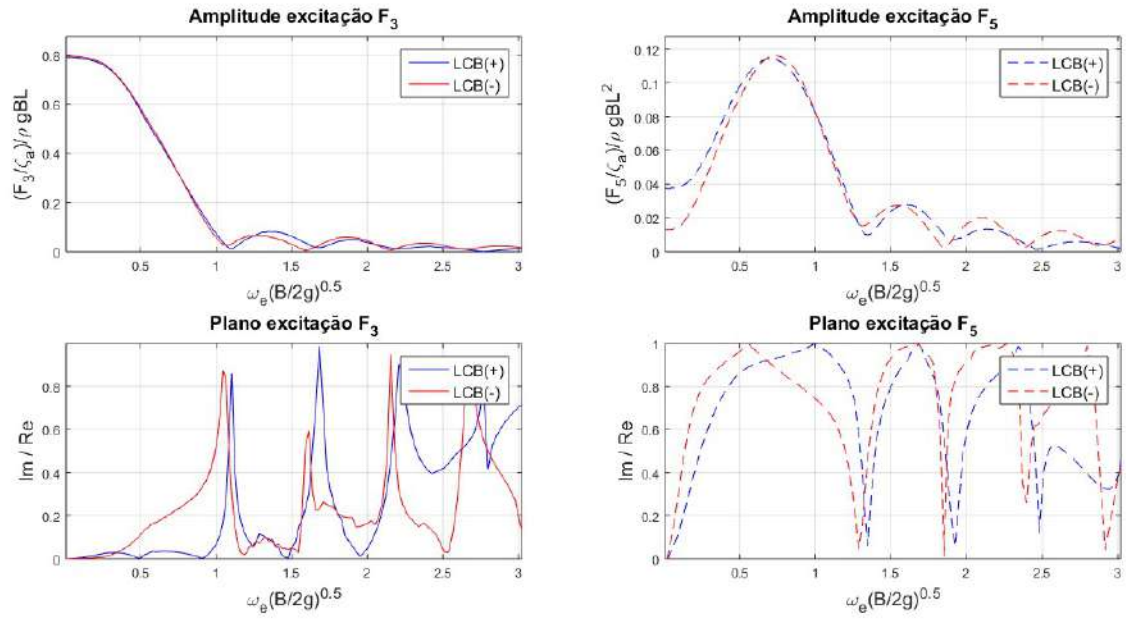 Amplitude excitação F₃
(F₃/ζₐ)/ρ gBL
0.8
0.6
0.4
0.2
0
0.5 1 1.5 2 2.5 3
ωₑ(B/2g)⁰·⁵
LCB(+)
LCB(-)
Amplitude excitação F₅
(F₅/ζₐ)/ρ gBL²
0.12
0.1
0.08
0.06
0.04
0.02
0
0.5 1 1.5 2 2.5 3
ωₑ(B/2g)⁰·⁵
LCB(+)
LCB(-)
Plano excitação F₃
Im / Re
0.8
0.6
0.4
0.2
0
0.5 1 1.5 2 2.5 3
ωₑ(B/2g)⁰·⁵
LCB(+)
LCB(-)
Plano excitação F₅
Im / Re
1
0.8
0.6
0.4
0.2
0
0.5 1 1.5 2 2.5 3
ωₑ(B/2g)⁰·⁵
LCB(+)
LCB(-)